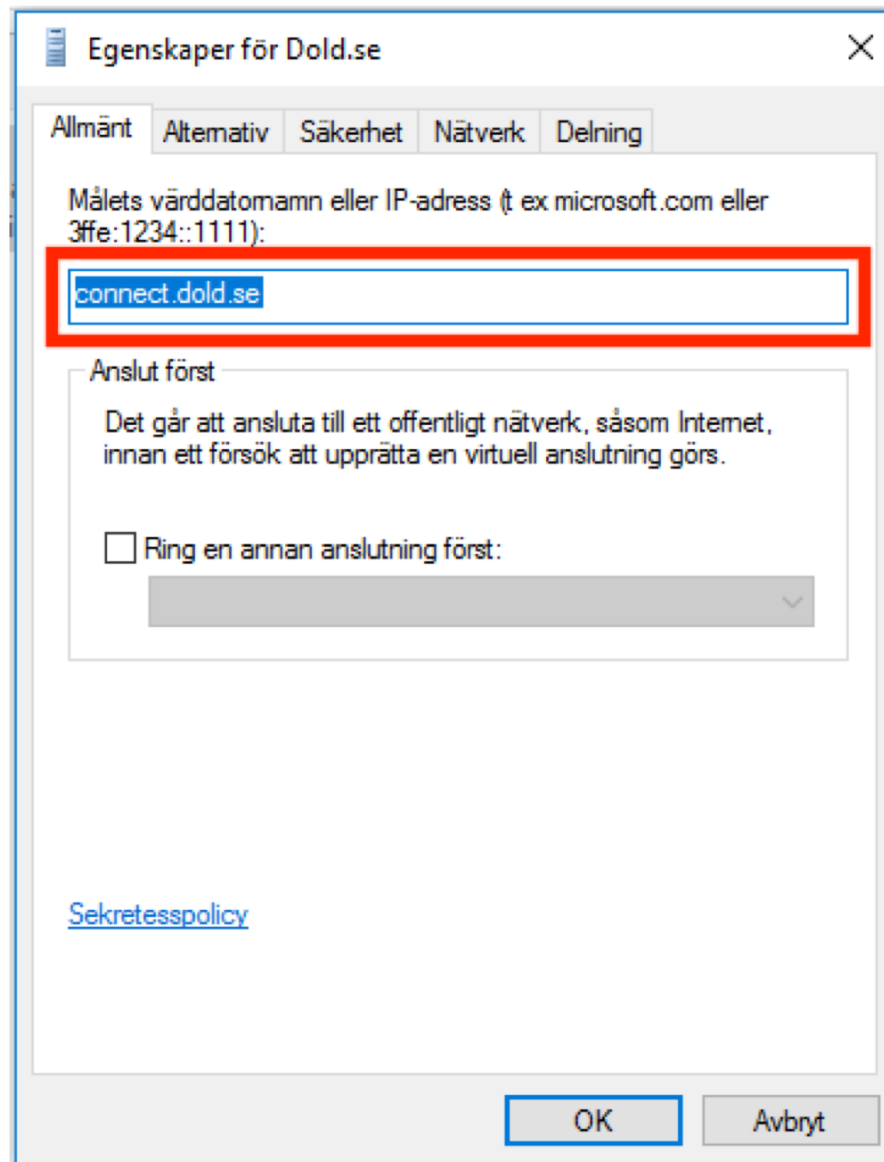 Egenskaper för Dold.se
Allmänt Alternativ Säkerhet Nätverk Delning
Målets värddatornamn eller IP-adress (t ex microsoft.com eller
3ffe:1234::1111):
connect.dold.se
Anslut först
Det går att ansluta till ett offentligt nätverk, såsom Internet,
innan ett försök att upprätta en virtuell anslutning görs.
Ring en annan anslutning först:
Sekretesspolicy
OK Avbryt